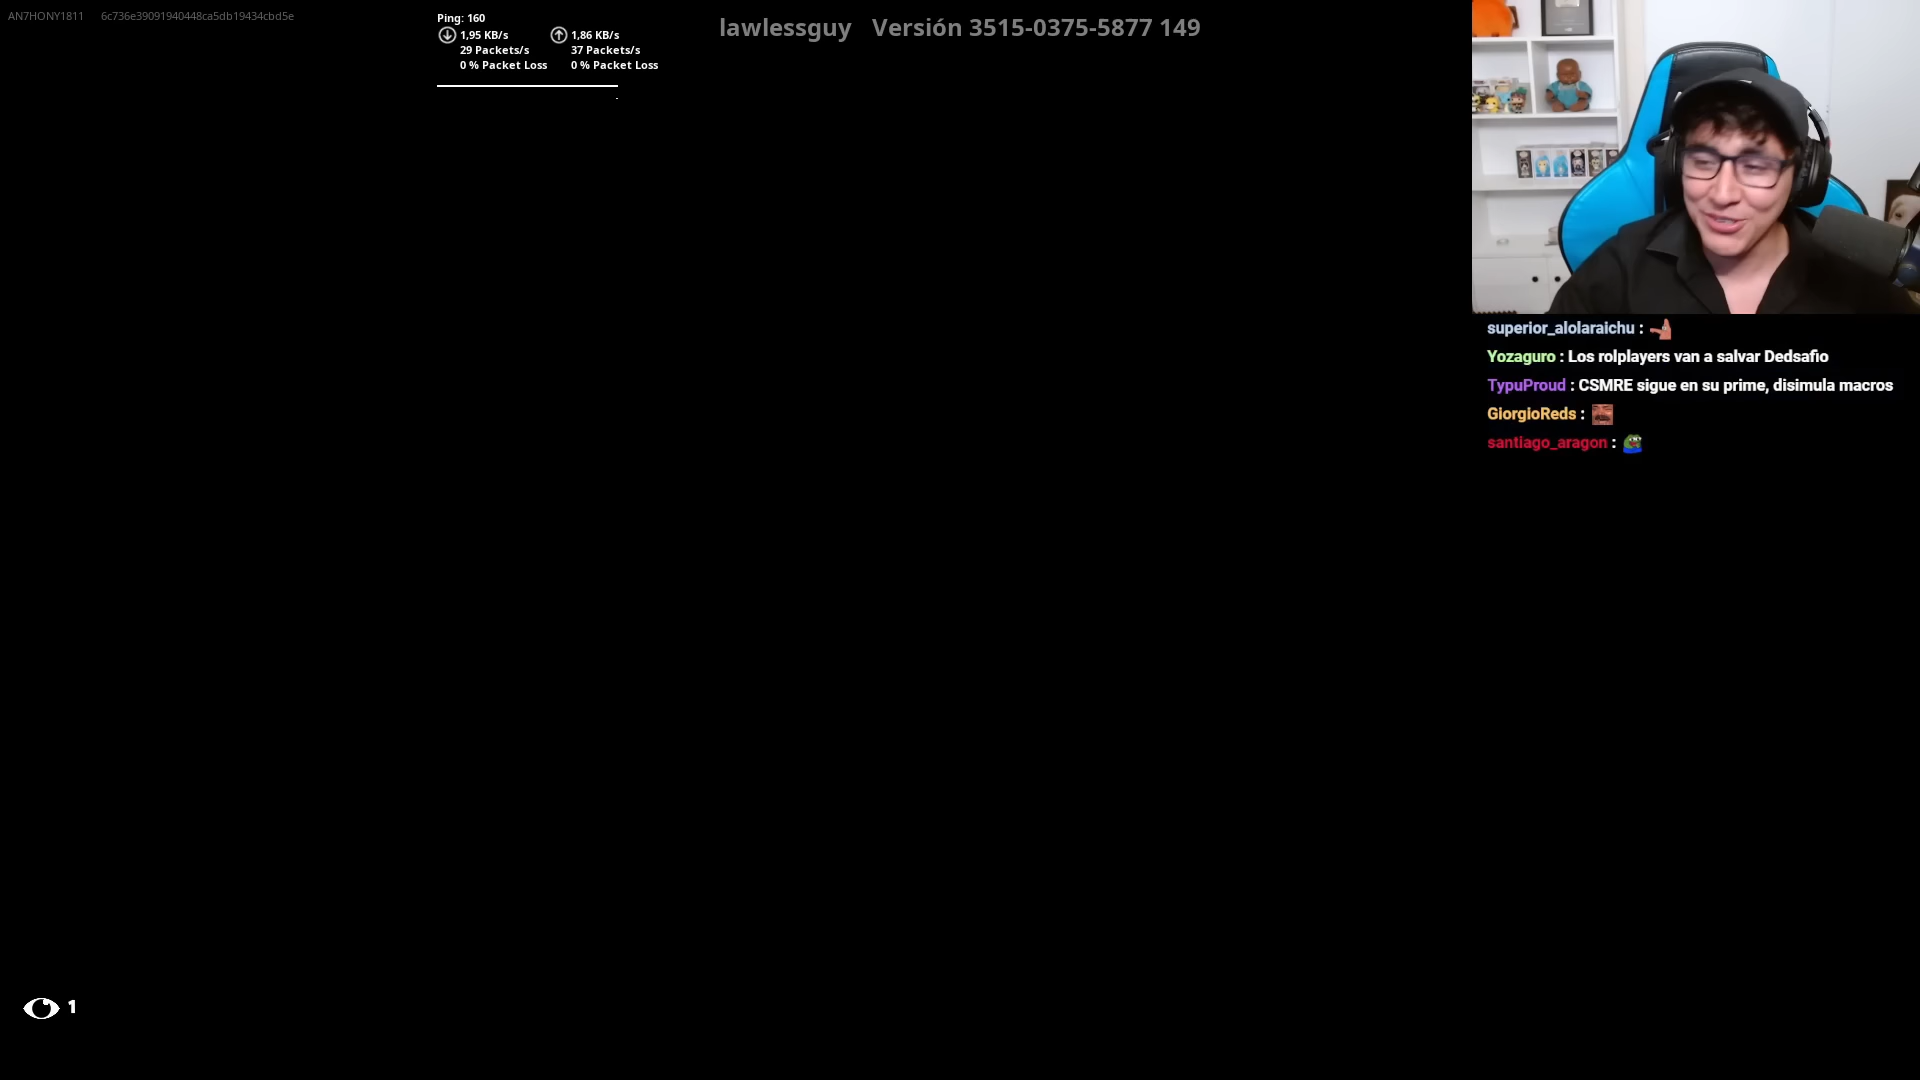 AN7HONY1811 6c736e39091940448ca5db19434cbd5e
Ping: 160
1,95 KB/s 1,86 KB/s
29 Packets/s 37 Packets/s
0 % Packet Loss 0 % Packet Loss
lawlessguy Versión 3515-0375-5877 149
superior_alolaraichu :
Yozaguro : Los rolplayers van a salvar Dedsafio
TypuProud : CSMRE sigue en su prime, disimula macros
GiorgioReds :
santiago_aragon :
1